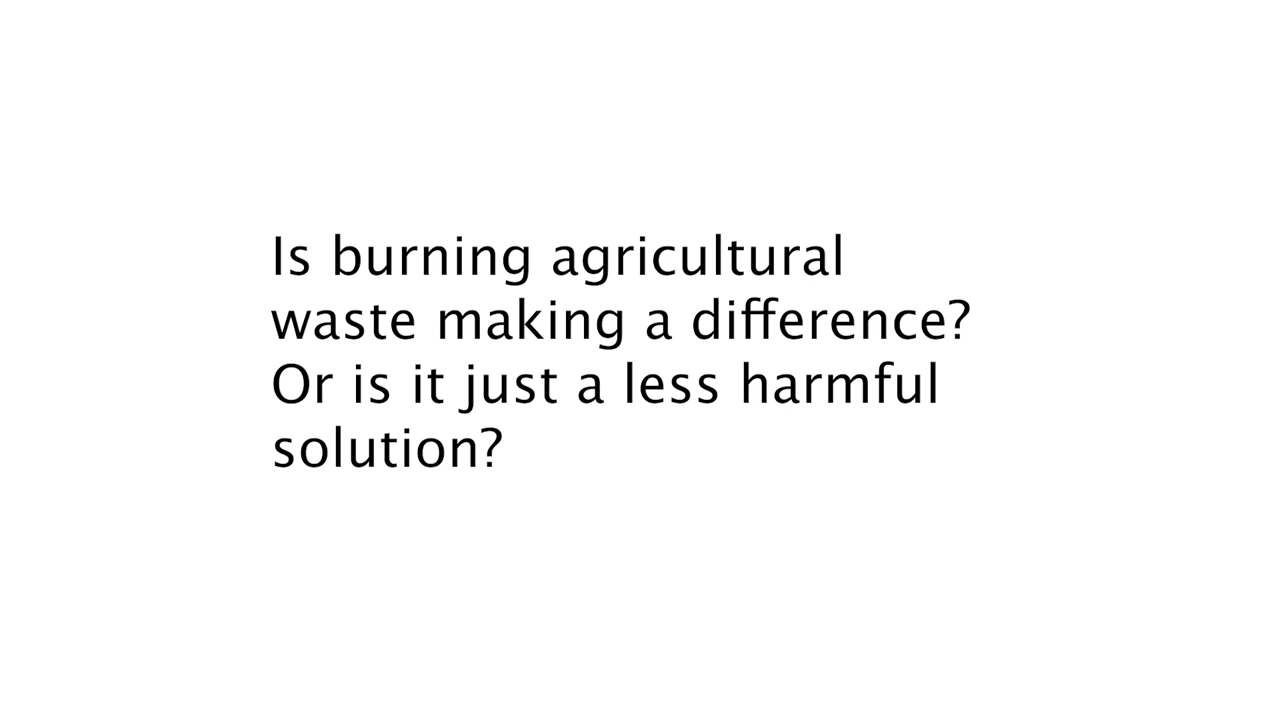 Is burning agricultural
waste making a difference?
Or is it just a less harmful
solution?